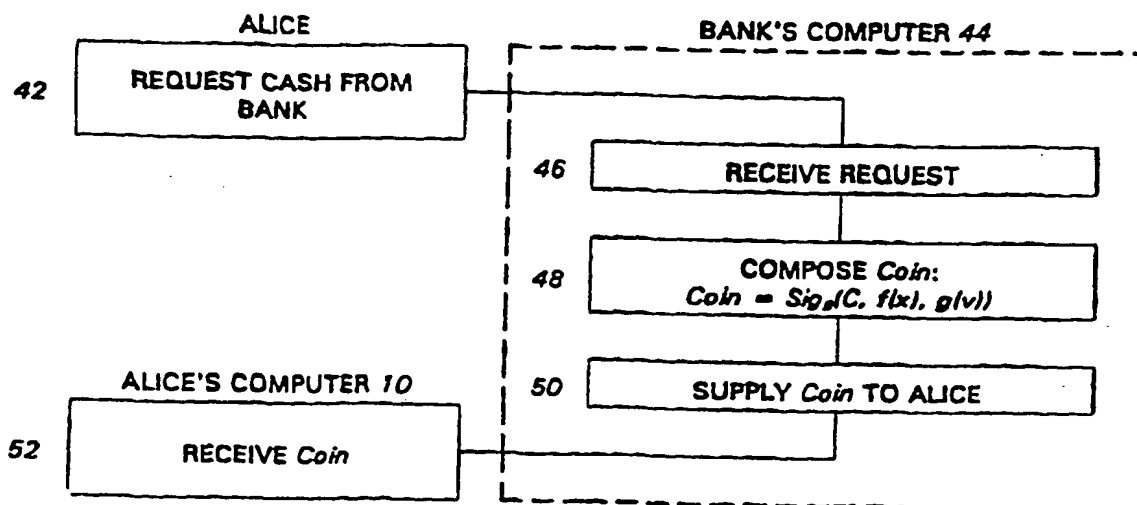 ALICE
BANK'S COMPUTER 44
42
REQUEST CASH FROM
BANK
46
RECEIVE REQUEST
48
COMPOSE Coin:
Coin = Sig_B(C, f(x), g(v))
50
SUPPLY Coin TO ALICE
ALICE'S COMPUTER 10
52
RECEIVE Coin